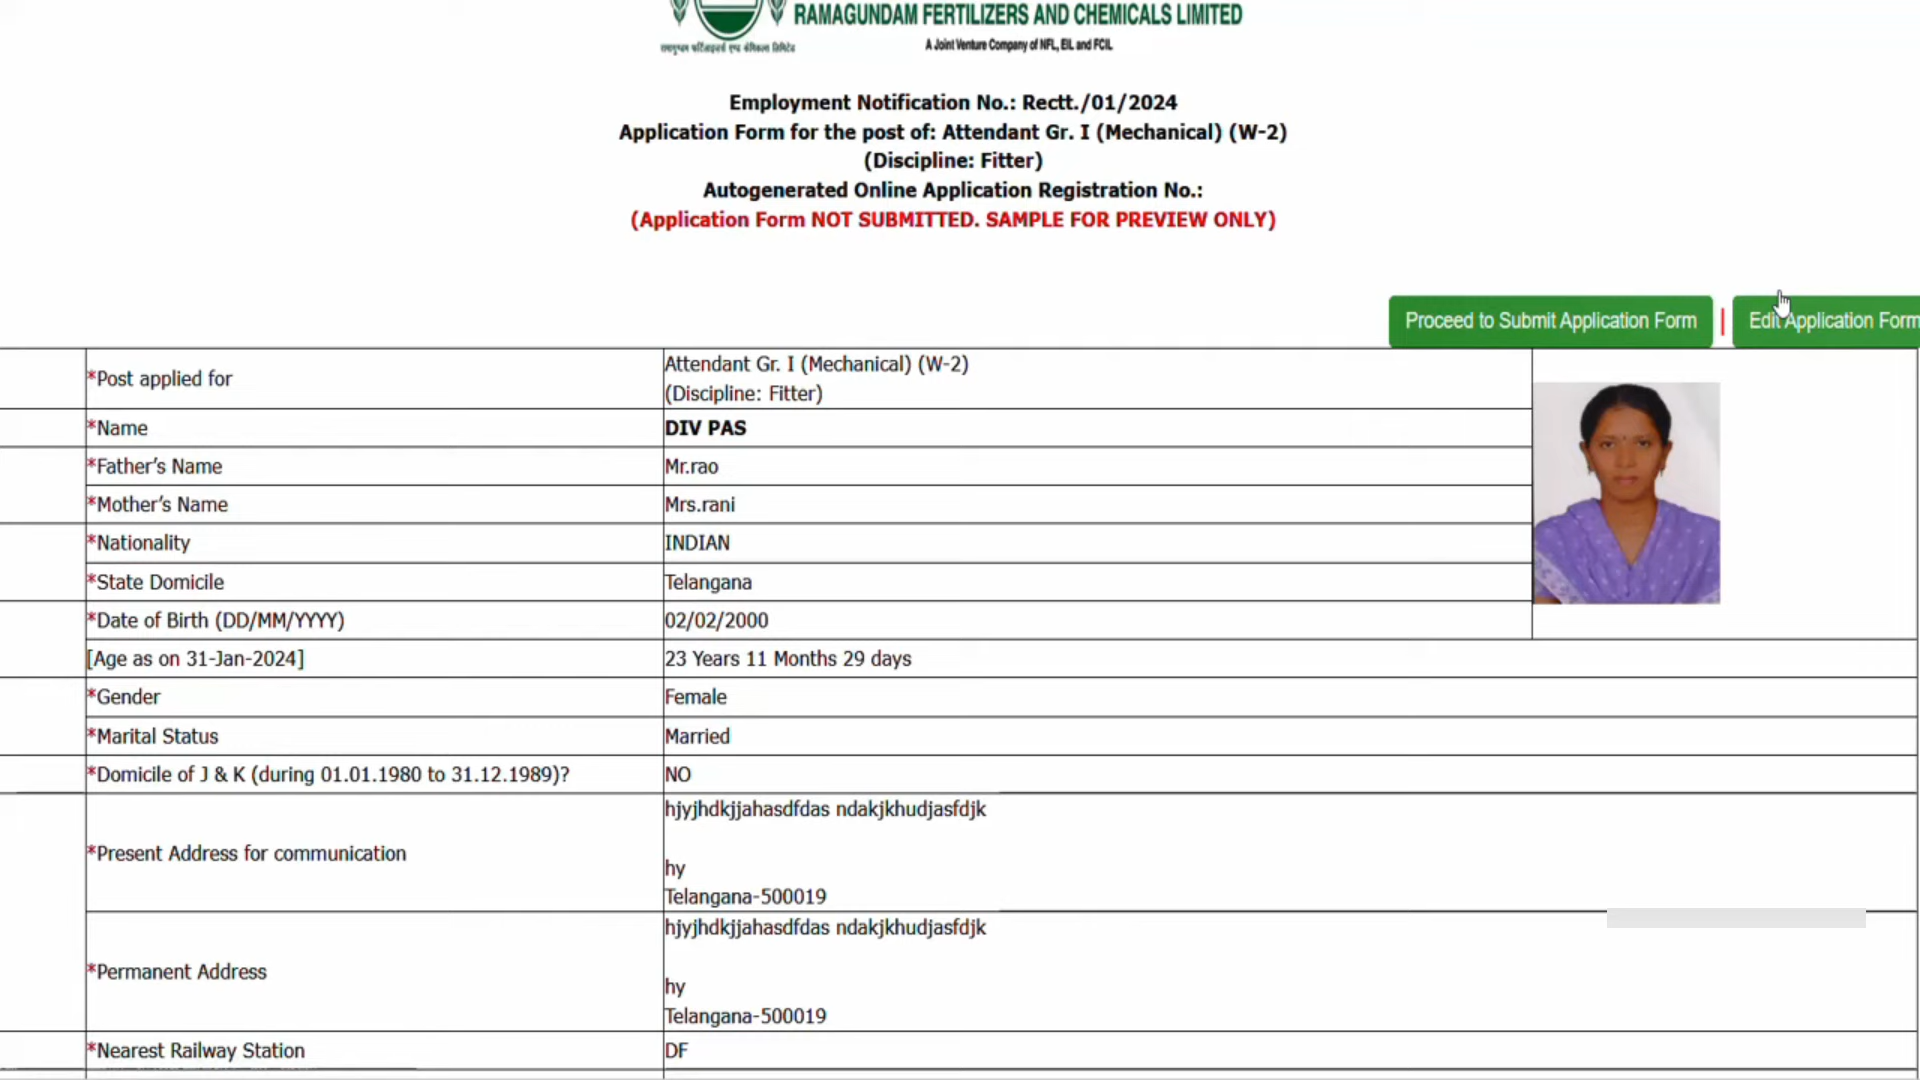 RAMAGUNDAM FERTILIZERS AND CHEMICALS LIMITED
रामागुण्डम फर्टिलाइजर्स एण्ड केमिकल्स लिमिटेड
A Joint Venture Company of NFL, EIL and FCIL
Employment Notification No.: Rectt./01/2024
Application Form for the post of: Attendant Gr. I (Mechanical) (W-2)
(Discipline: Fitter)
Autogenerated Online Application Registration No.:
(Application Form NOT SUBMITTED. SAMPLE FOR PREVIEW ONLY)
Proceed to Submit Application Form | Edit Application Form
*Post applied for
Attendant Gr. I (Mechanical) (W-2)
(Discipline: Fitter)
*Name DIV PAS
*Father’s Name Mr.rao
*Mother’s Name Mrs.rani
*Nationality INDIAN
*State Domicile Telangana
*Date of Birth (DD/MM/YYYY) 02/02/2000
[Age as on 31-Jan-2024] 23 Years 11 Months 29 days
*Gender Female
*Marital Status Married
*Domicile of J & K (during 01.01.1980 to 31.12.1989)? NO
*Present Address for communication
hjyjhdkjjahasdfdas ndakjkhudjasfdjk
hy
Telangana-500019
*Permanent Address
hjyjhdkjjahasdfdas ndakjkhudjasfdjk
hy
Telangana-500019
*Nearest Railway Station DF